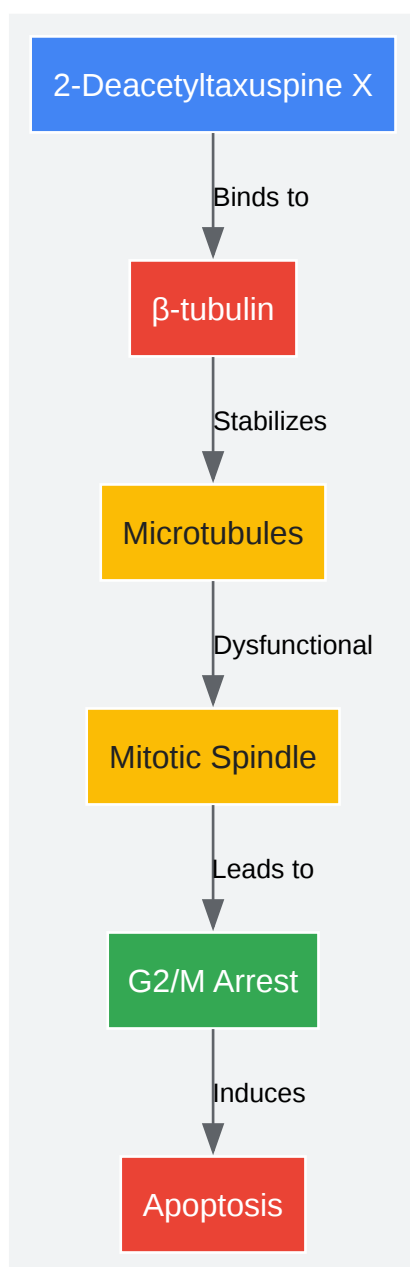 2-Deacetyltaxuspine X
Binds to
β-tubulin
Stabilizes
Microtubules
Dysfunctional
Mitotic Spindle
Leads to
G2/M Arrest
Induces
Apoptosis